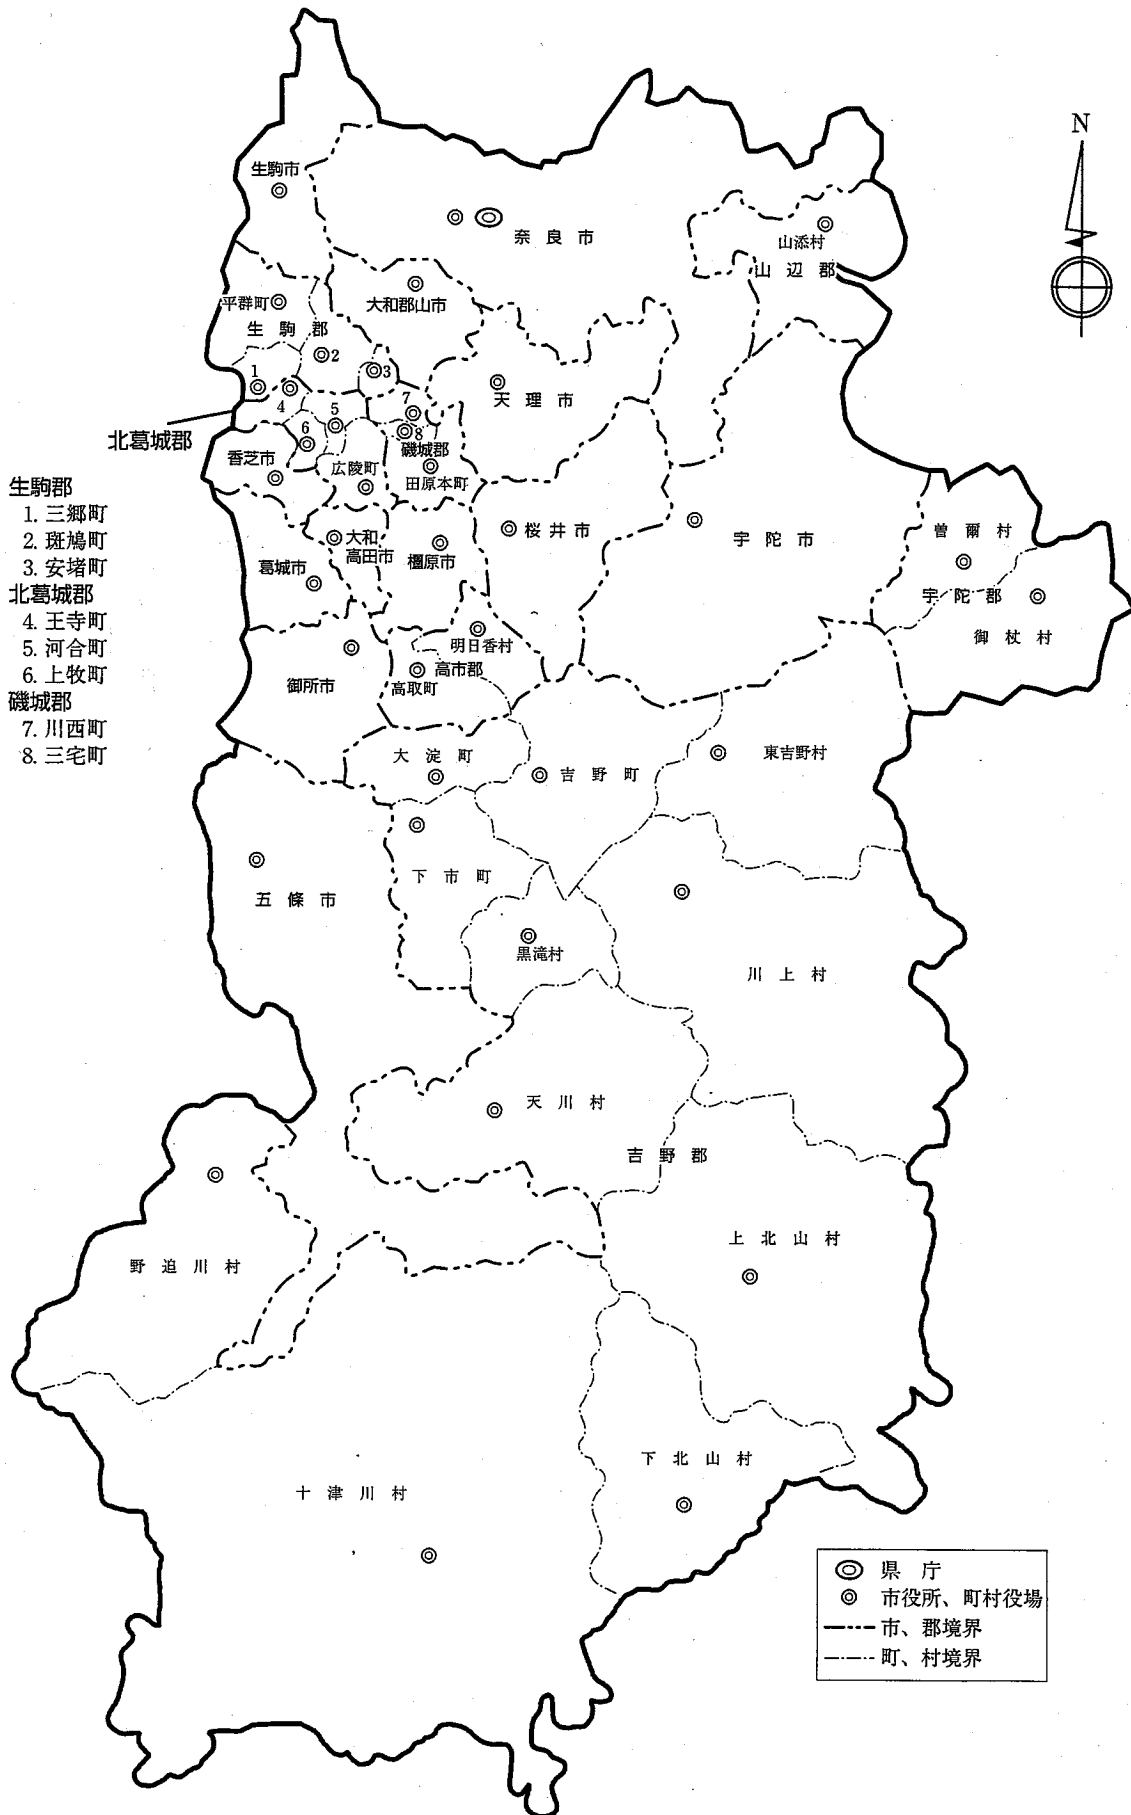 N
生駒市
奈良市
山添村
山辺郡
平群町
大和郡山市
生駒郡
2
1
3
天理市
4
5
7
6
8
北葛城郡
磯城郡
香芝市
広陵町
田原本町
生駒郡
1. 三郷町
2. 斑鳩町
3. 安堵町
北葛城郡
4. 王寺町
5. 河合町
6. 上牧町
磯城郡
7. 川西町
8. 三宅町
大和
高田市
橿原市
桜井市
宇陀市
曽爾村
葛城市
宇陀郡
御杖村
明日香村
高市郡
御所市
高取町
大淀町
吉野町
東吉野村
下市町
五條市
黒滝村
川上村
天川村
吉野郡
上北山村
野迫川村
下北山村
十津川村
県庁
市役所、町村役場
市、郡境界
町、村境界